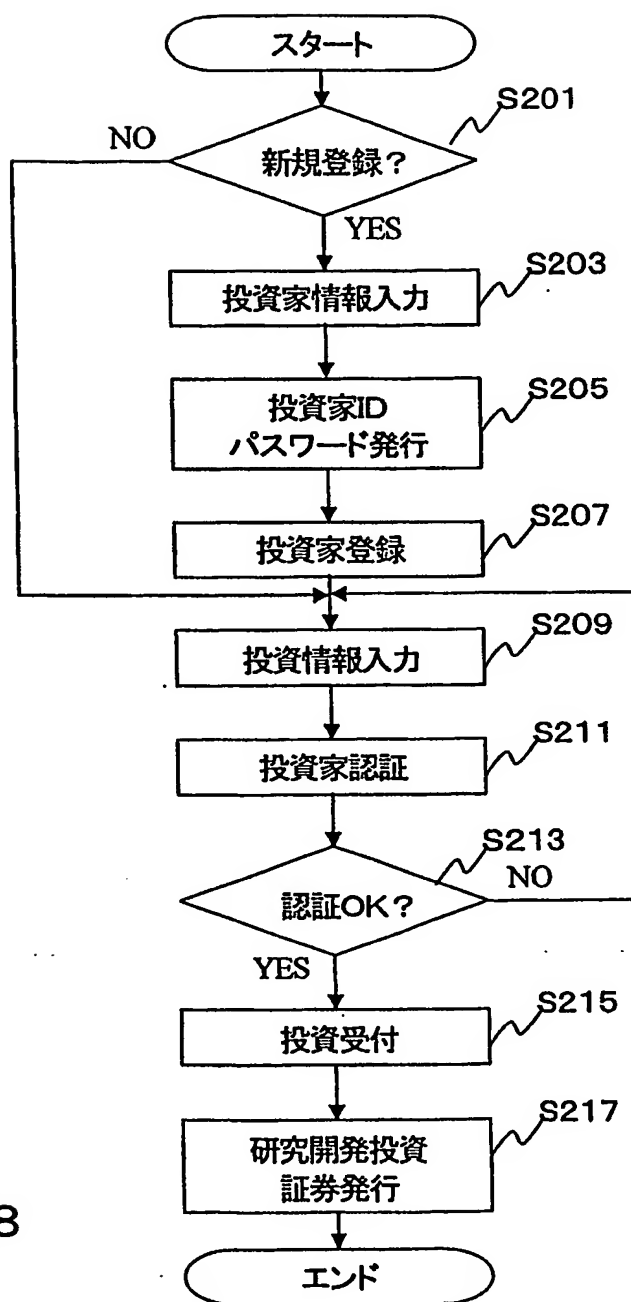 スタート
S201
NO
新規登録?
YES
S203
投資家情報入力
S205
投資家ID
パスワード発行
S207
投資家登録
S209
投資情報入力
S211
投資家認証
S213
認証OK?
NO
YES
S215
投資受付
S217
研究開発投資
証券発行
8
エンド